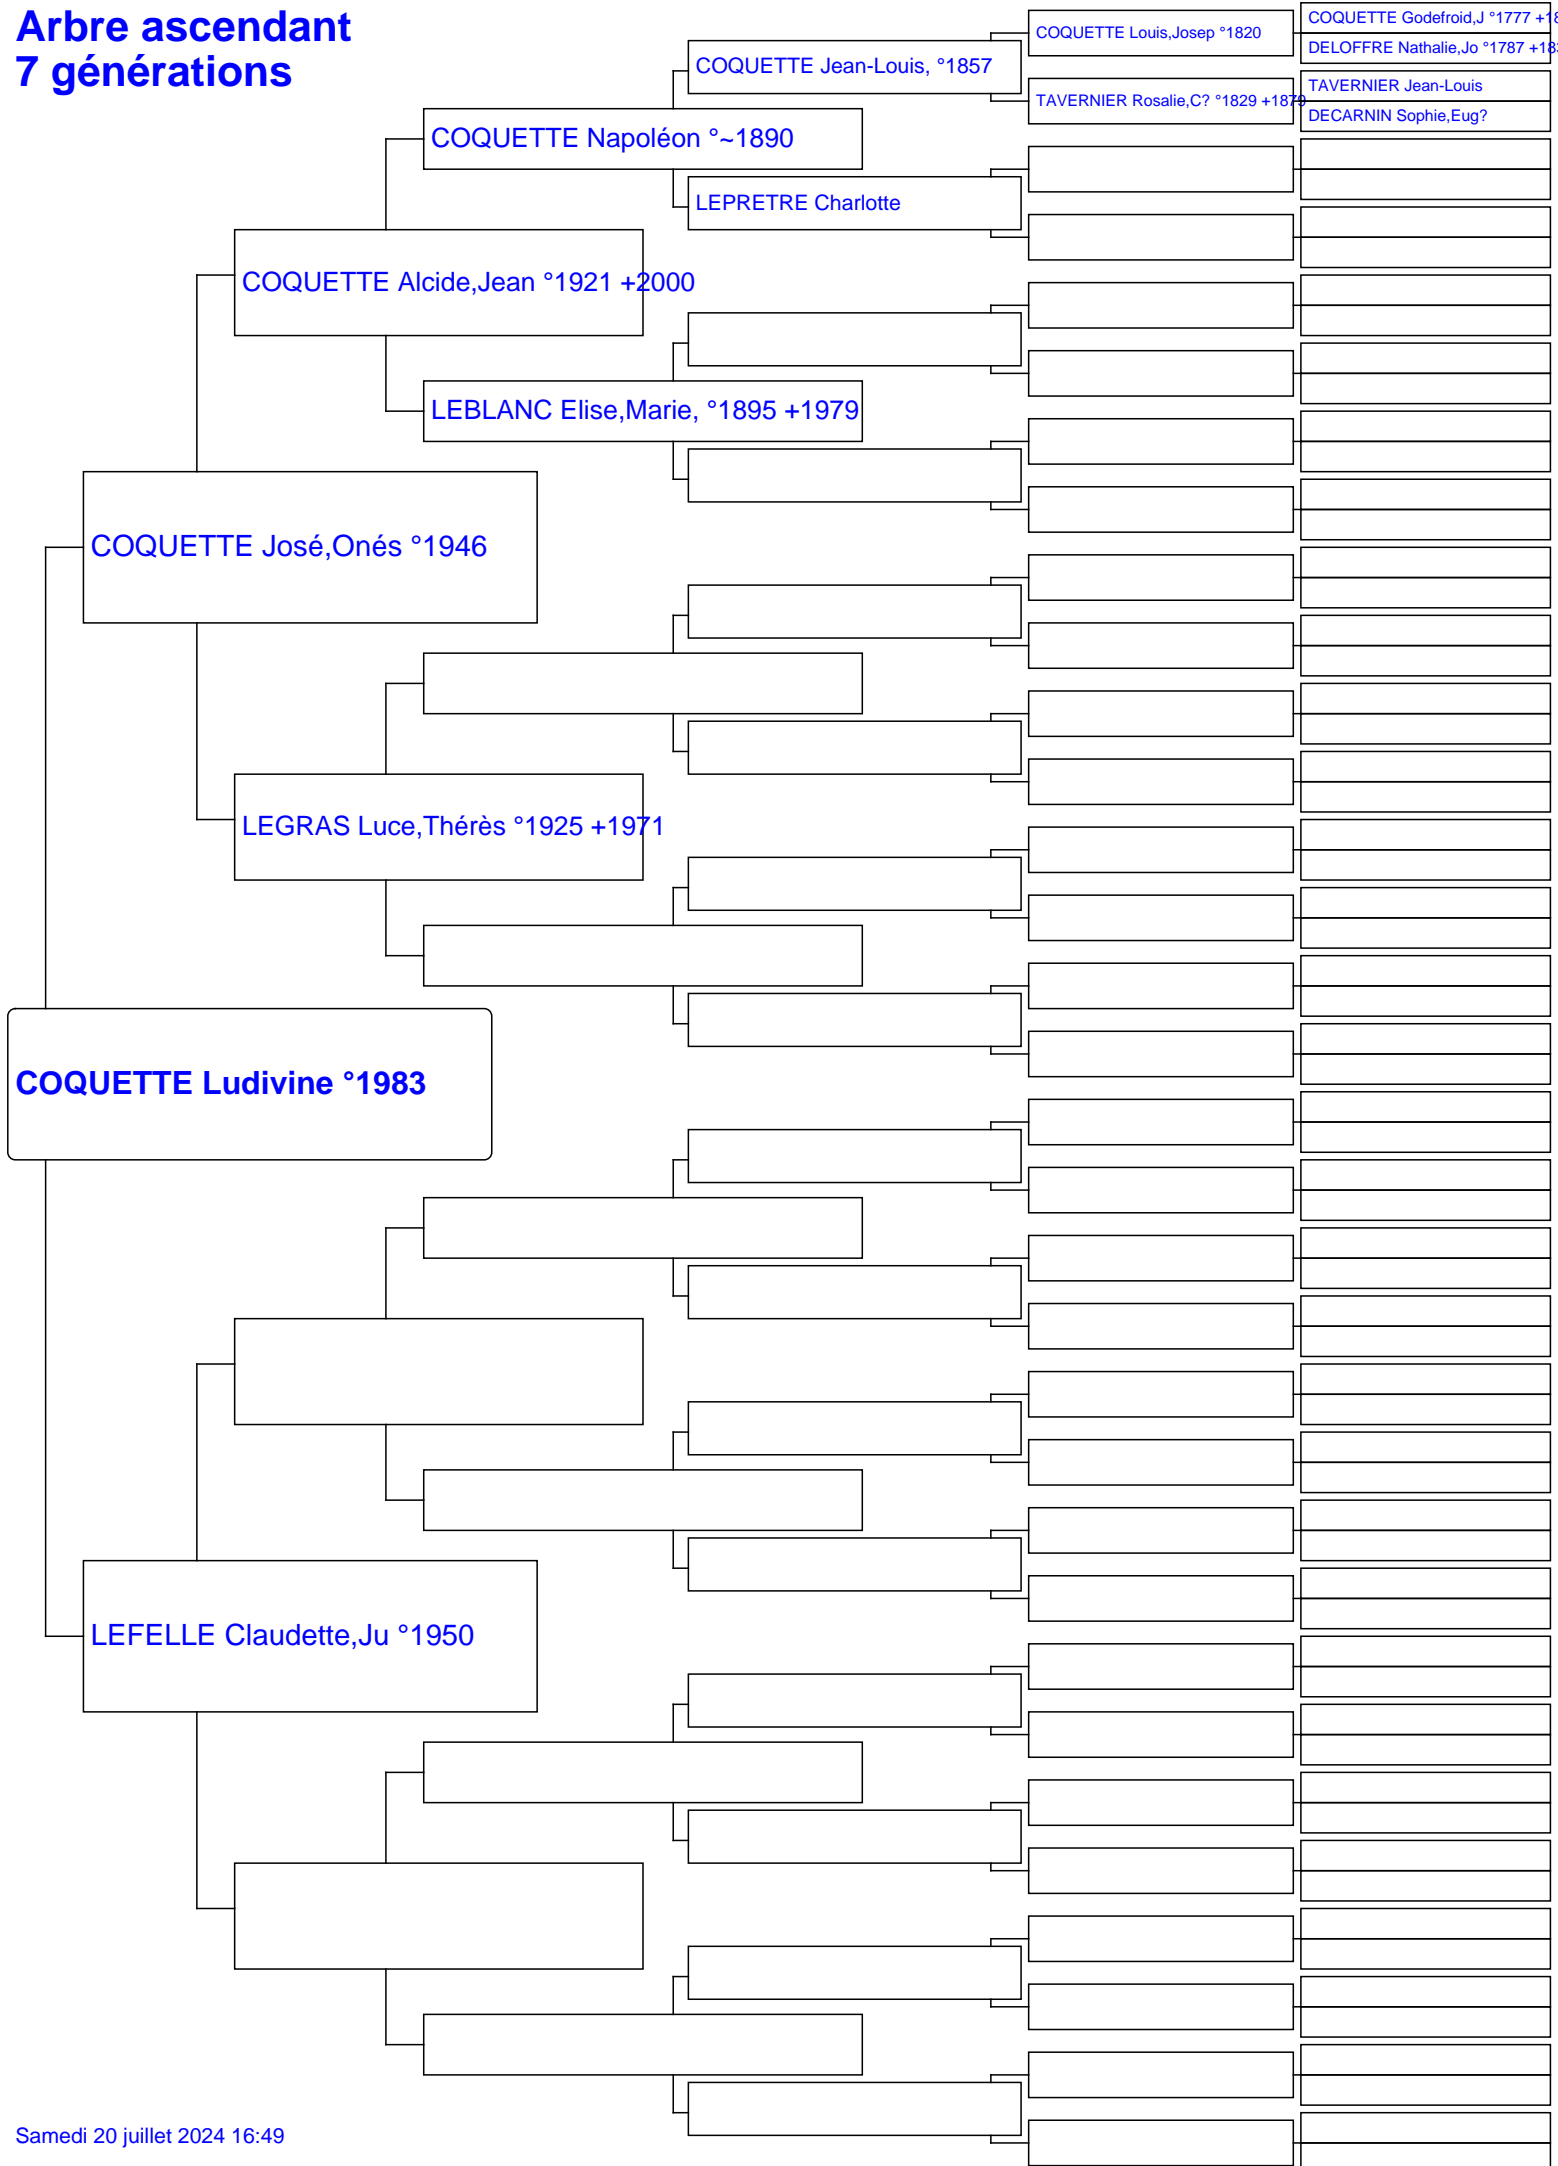 Arbre ascendant
7 générations
COQUETTE Godefroid,J °1777 +18
COQUETTE Louis,Josep °1820
DELOFFRE Nathalie,Jo °1787 +183
COQUETTE Jean-Louis, °1857
TAVERNIER Jean-Louis
TAVERNIER Rosalie,C? °1829 +1879
DECARNIN Sophie,Eug?
COQUETTE Napoléon °~1890
LEPRETRE Charlotte
COQUETTE Alcide,Jean °1921 +2000
LEBLANC Elise,Marie, °1895 +1979
COQUETTE José,Onés °1946
LEGRAS Luce,Thérès °1925 +1971
COQUETTE Ludivine °1983
LEFELLE Claudette,Ju °1950
Samedi 20 juillet 2024 16:49